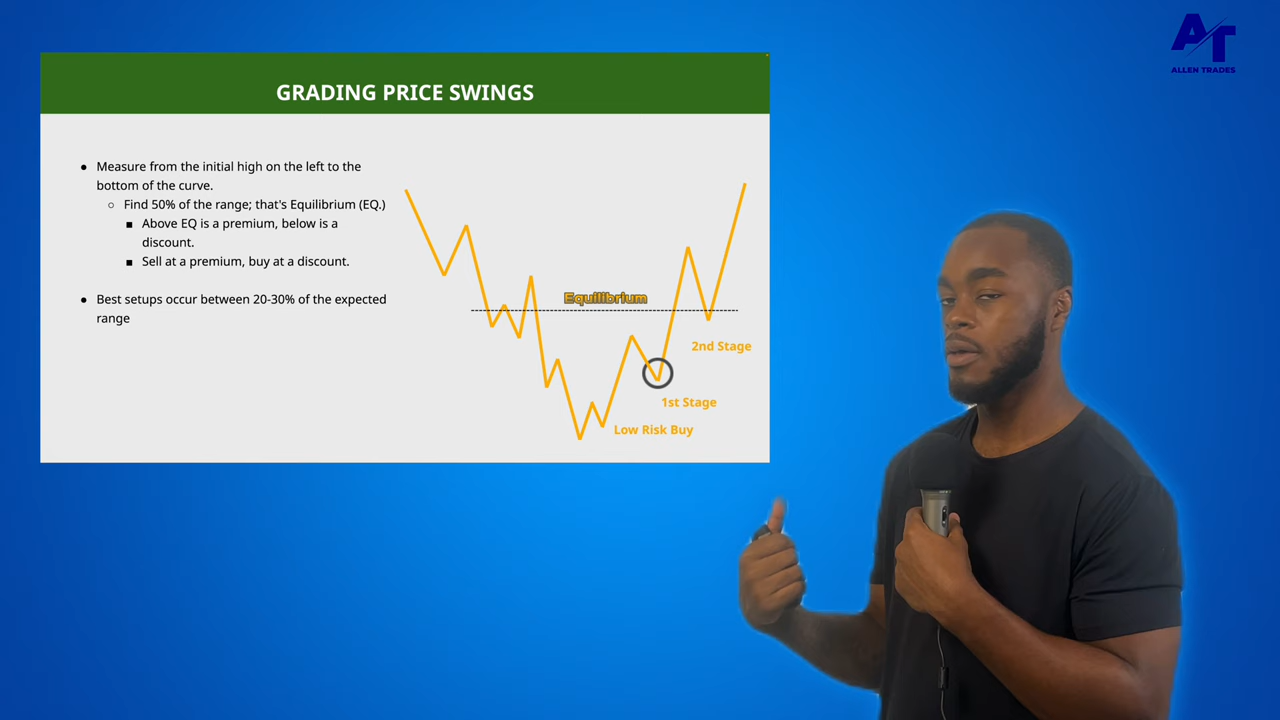 AT
ALLEN TRADES
GRADING PRICE SWINGS
● Measure from the initial high on the left to the
bottom of the curve.
○ Find 50% of the range; that's Equilibrium (EQ.)
■ Above EQ is a premium, below is a
discount.
■ Sell at a premium, buy at a discount.
● Best setups occur between 20-30% of the expected
range
Equilibrium
2nd Stage
1st Stage
Low Risk Buy